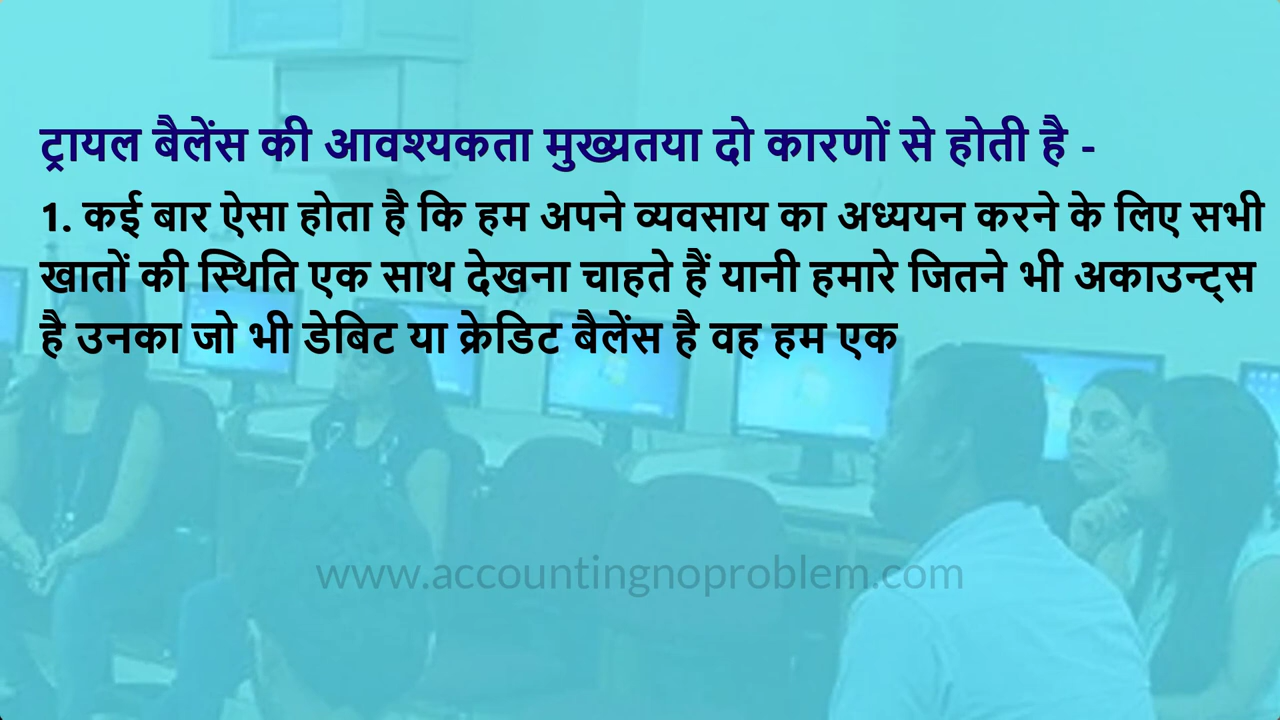 ट्रायल बैलेंस की आवश्यकता मुख्यतया दो कारणों से होती है -
1. कई बार ऐसा होता है कि हम अपने व्यवसाय का अध्ययन करने के लिए सभी
खातों की स्थिति एक साथ देखना चाहते हैं यानी हमारे जितने भी अकाउन्ट्स
है उनका जो भी डेबिट या क्रेडिट बैलेंस है वह हम एक
www.accountingnoproblem.com